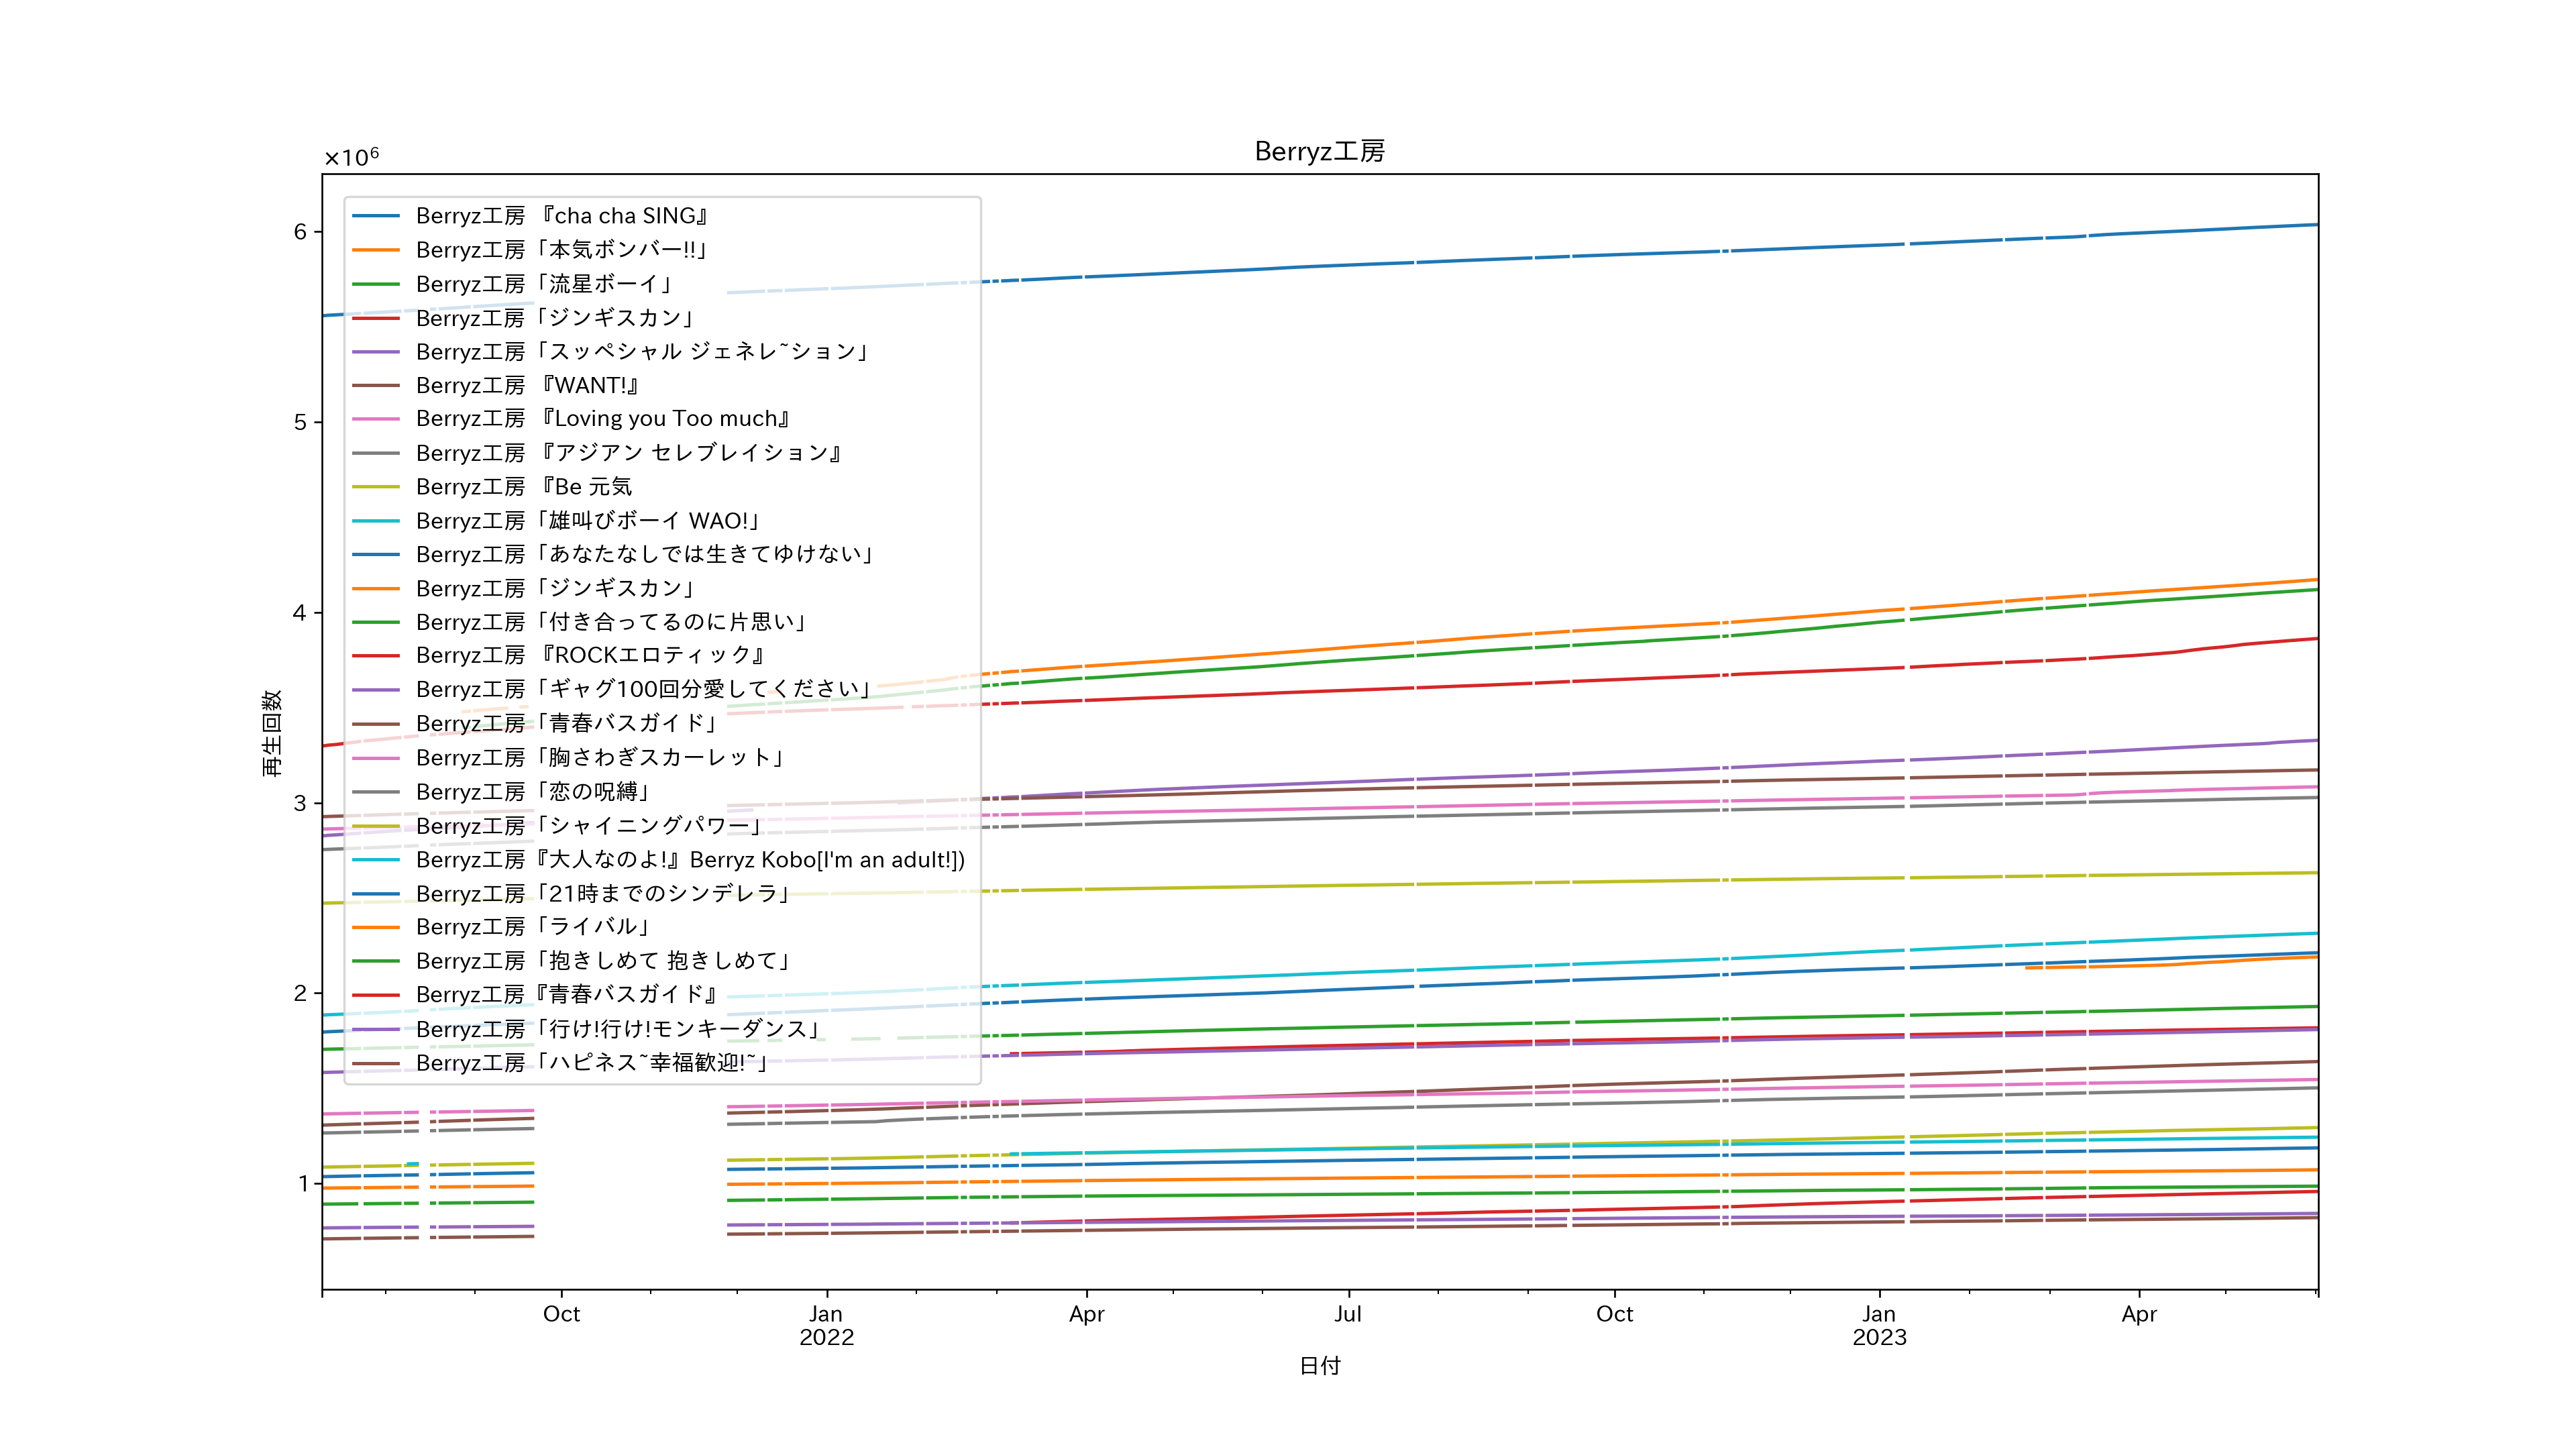 Berryz工房
×10⁶
6
5
4
3
2
1
再生回数
Berryz工房 『cha cha SING』
Berryz工房「本気ボンバー!!」
Berryz工房「流星ボーイ」
Berryz工房「ジンギスカン」
Berryz工房「スッペシャル ジェネレ~ション」
Berryz工房 『WANT!』
Berryz工房 『Loving you Too much』
Berryz工房 『アジアン セレブレイション』
Berryz工房 『Be 元気
Berryz工房「雄叫びボーイ WAO!」
Berryz工房「あなたなしでは生きてゆけない」
Berryz工房「ジンギスカン」
Berryz工房「付き合ってるのに片思い」
Berryz工房 『ROCKエロティック』
Berryz工房「ギャグ100回分愛してください」
Berryz工房「青春バスガイド」
Berryz工房「胸さわぎスカーレット」
Berryz工房「恋の呪縛」
Berryz工房「シャイニングパワー」
Berryz工房『大人なのよ!』Berryz Kobo[I'm an adult!])
Berryz工房「21時までのシンデレラ」
Berryz工房「ライバル」
Berryz工房「抱きしめて 抱きしめて」
Berryz工房『青春バスガイド』
Berryz工房「行け!行け!モンキーダンス」
Berryz工房「ハピネス~幸福歓迎!~」
Oct Jan Apr Jul Oct Jan Apr
2022 2023
日付